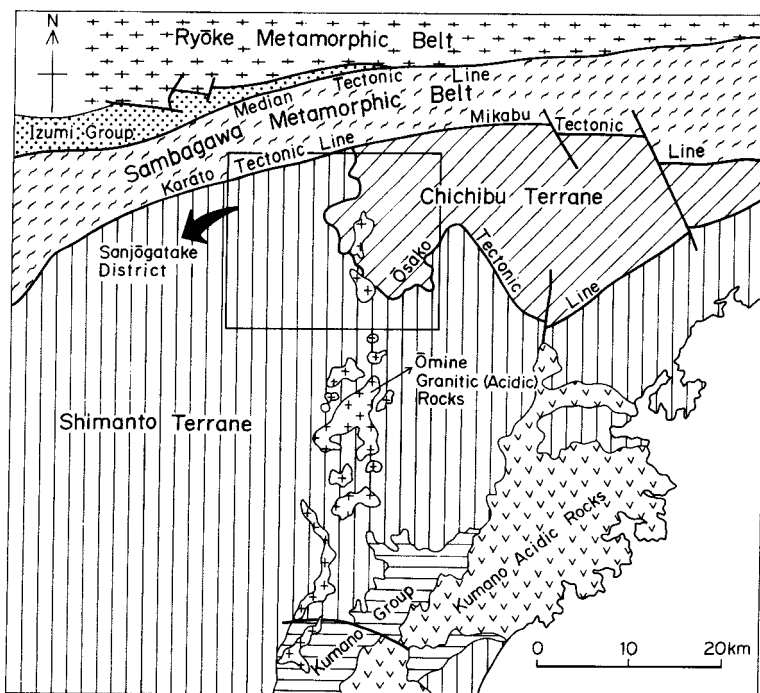 N
Ryōke Metamorphic Belt
Median Tectonic Line
Izumi Group
Sambagawa Metamorphic Belt
Mikabu Tectonic Line
Karato Tectonic Line
Chichibu Terrane
Sanjōgatake
District
Ōsako Tectonic Line
Ōmine
Granitic (Acidic)
Rocks
Shimanto Terrane
Kumano Acidic Rocks
Kumano Group
0 10 20km